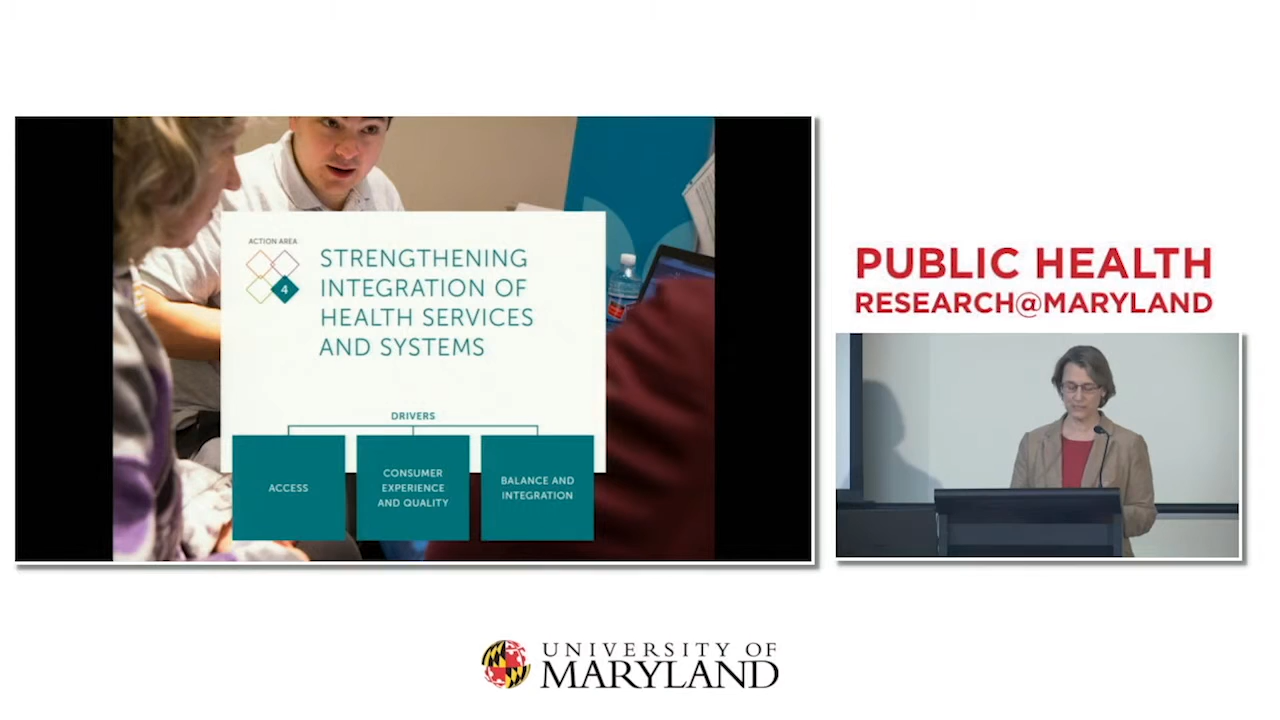 ACTION AREA
4
STRENGTHENING
INTEGRATION OF
HEALTH SERVICES
AND SYSTEMS
DRIVERS
ACCESS
CONSUMER
EXPERIENCE
AND QUALITY
BALANCE AND
INTEGRATION
PUBLIC HEALTH
RESEARCH@MARYLAND
UNIVERSITY OF
MARYLAND